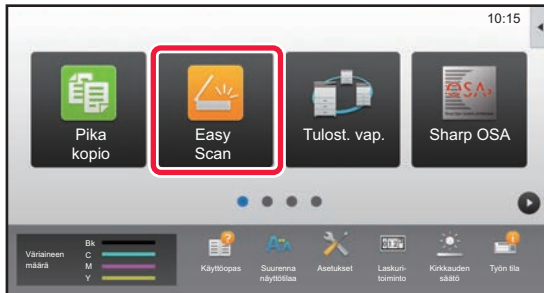 10:15
Pika
kopio
Easy
Scan
Tulost. vap.
Sharp OSA
Väriaineen
määrä
Bk
C
M
Y
Käyttöopas
Suurenna
näyttötilaa
Asetukset
Laskuri-
toiminto
Kirkkauden
säätö
Työn tila